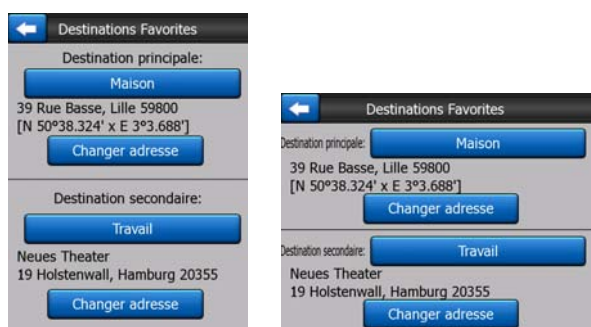 Destinations Favorites
Destination principale:
Maison
39 Rue Basse, Lille 59800
[N 50°38.324' x E 3°3.688']
Changer adresse
Destination secondaire:
Travail
Neues Theater
19 Holstenwall, Hamburg 20355
Changer adresse
Destinations Favorites
Destination principale: Maison
39 Rue Basse, Lille 59800
[N 50°38.324' x E 3°3.688']
Changer adresse
Destination secondaire: Travail
Neues Theater
19 Holstenwall, Hamburg 20355
Changer adresse